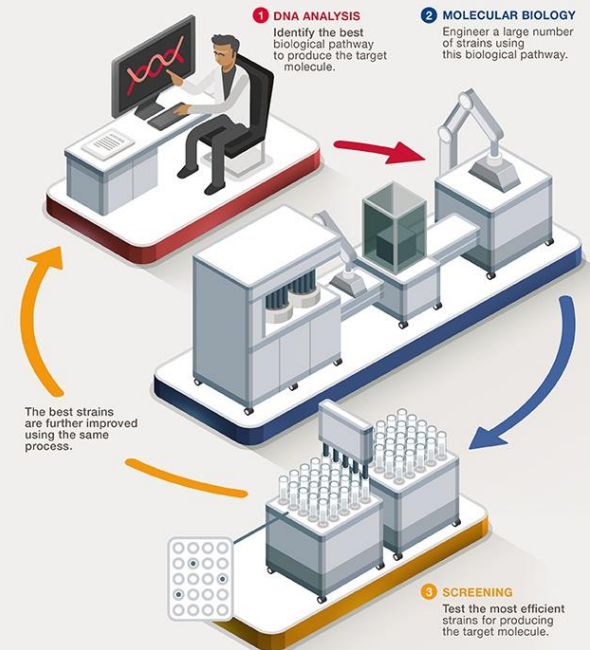 1 DNA ANALYSIS
Identify the best
biological pathway
to produce the target
molecule.
2 MOLECULAR BIOLOGY
Engineer a large number
of strains using
this biological pathway.
The best strains
are further improved
using the same
process.
3 SCREENING
Test the most efficient
strains for producing
the target molecule.